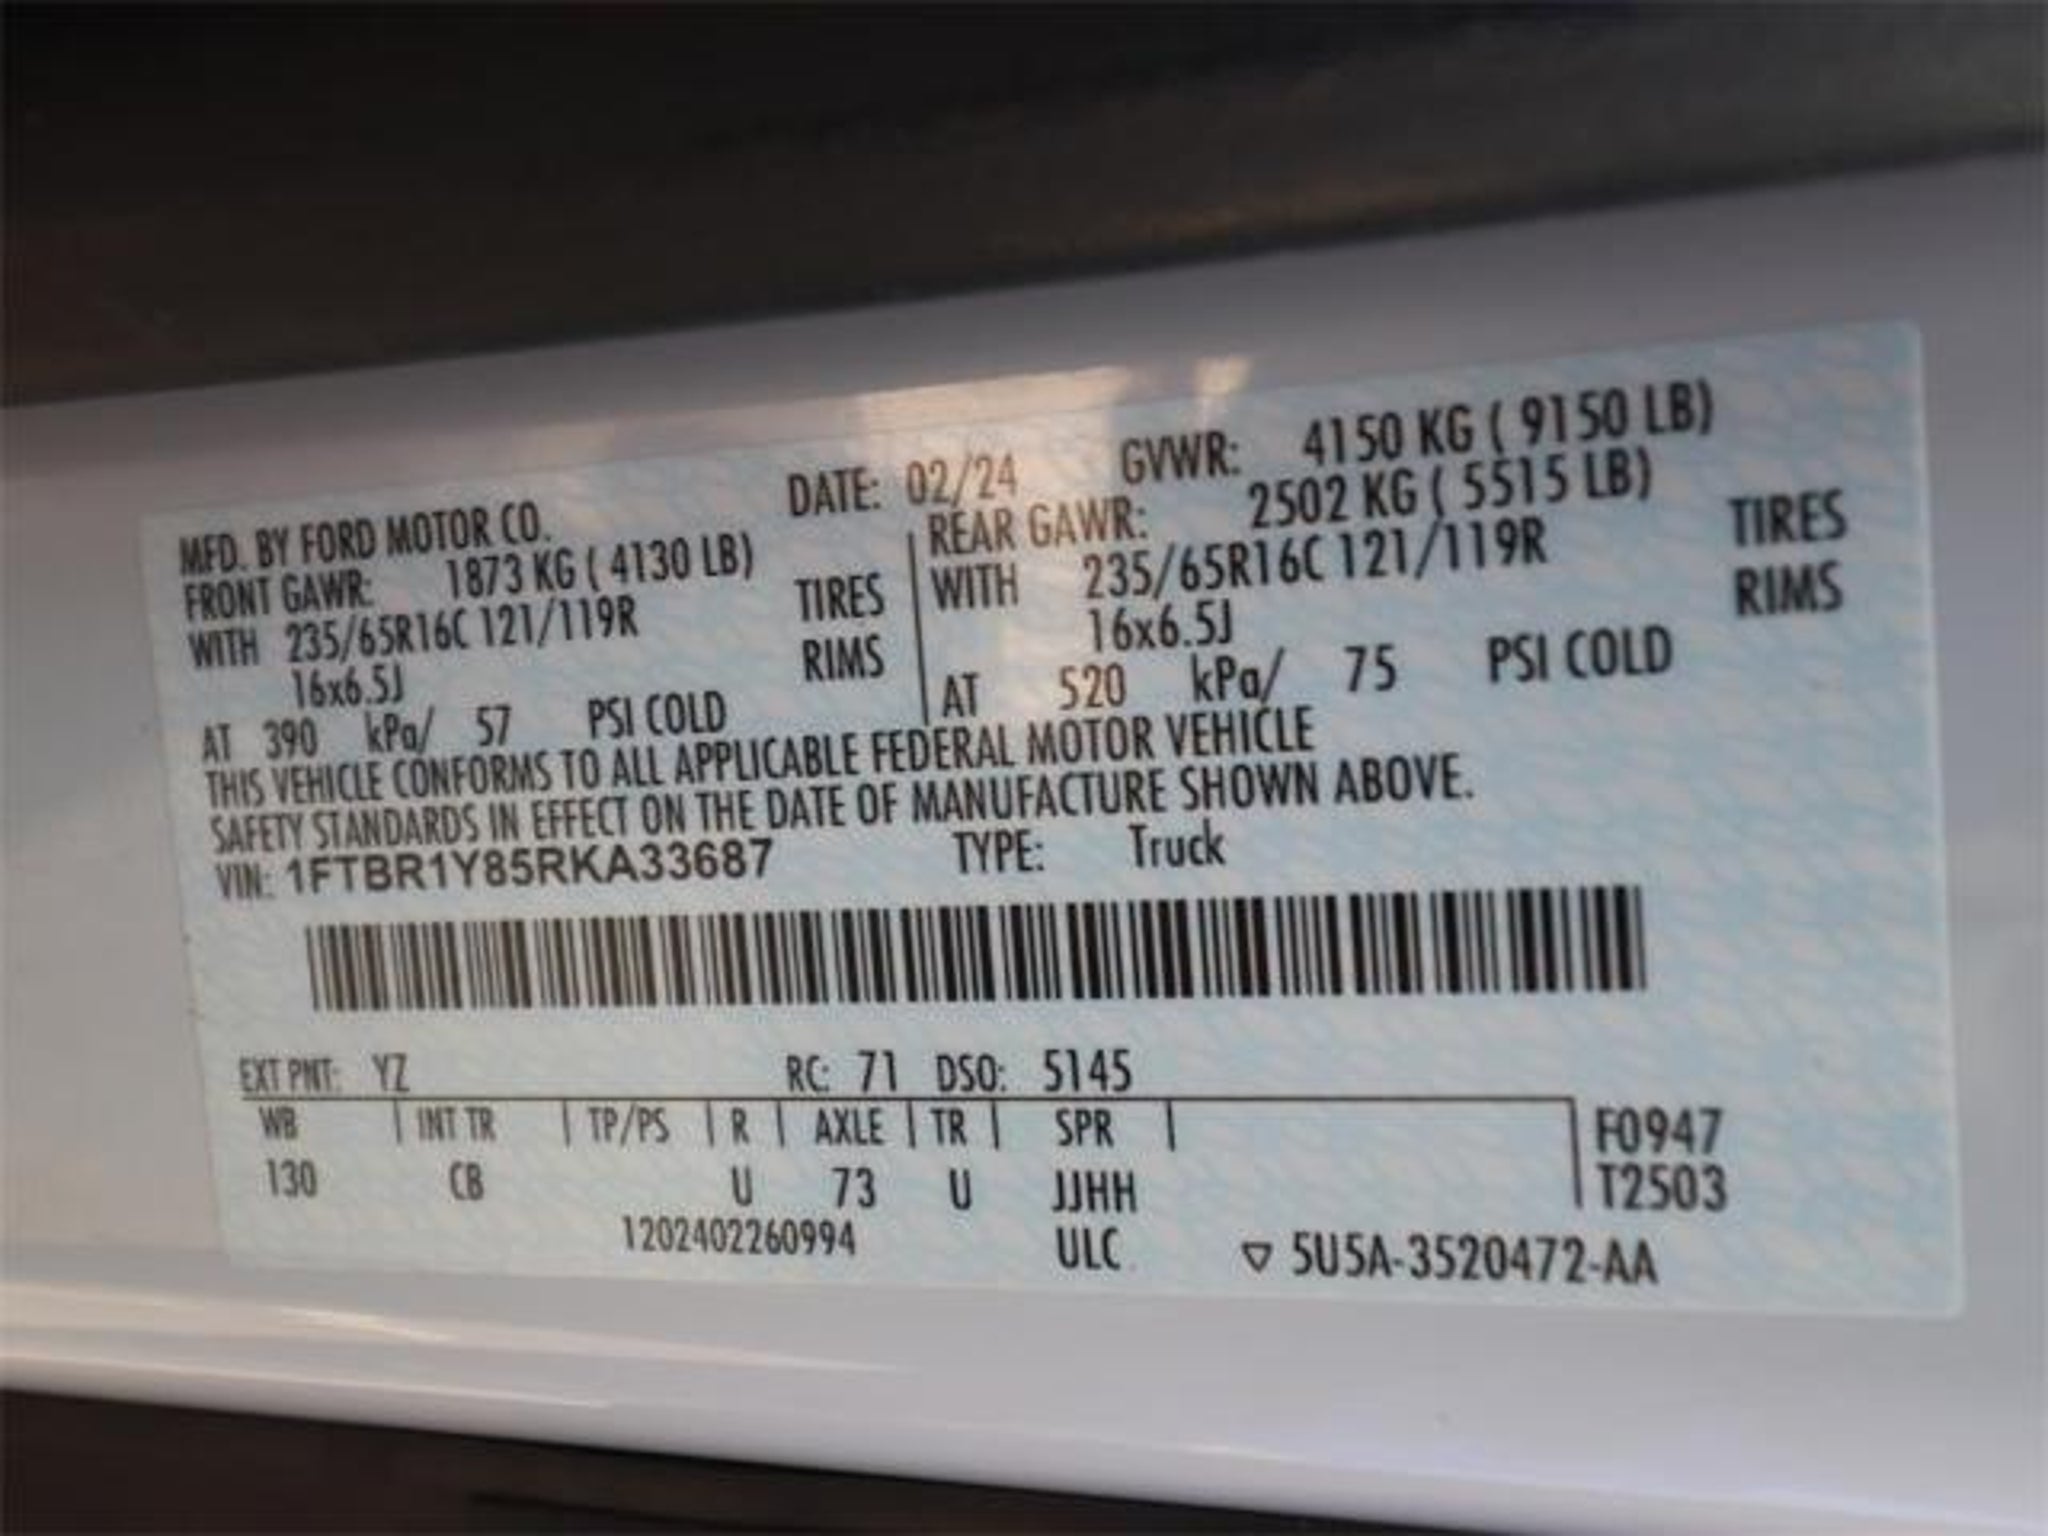 MFD. BY FORD MOTOR CO. DATE: 02/24 GVWR: 4150 KG ( 9150 LB)
FRONT GAWR: 1873 KG ( 4130 LB) REAR GAWR: 2502 KG ( 5515 LB)
WITH 235/65R16C 121/119R TIRES WITH 235/65R16C 121/119R TIRES
16x6.5J RIMS 16x6.5J RIMS
AT 390 kPa/ 57 PSI COLD AT 520 kPa/ 75 PSI COLD
THIS VEHICLE CONFORMS TO ALL APPLICABLE FEDERAL MOTOR VEHICLE
SAFETY STANDARDS IN EFFECT ON THE DATE OF MANUFACTURE SHOWN ABOVE.
VIN: 1FTBR1Y85RKA33687 TYPE: Truck
EXT PNT: YZ RC: 71 DSO: 5145
WB INT TR TP/PS R AXLE TR SPR F0947
130 CB U 73 U JJHH T2503
1202402260994 ULC ▽ 5U5A-3520472-AA